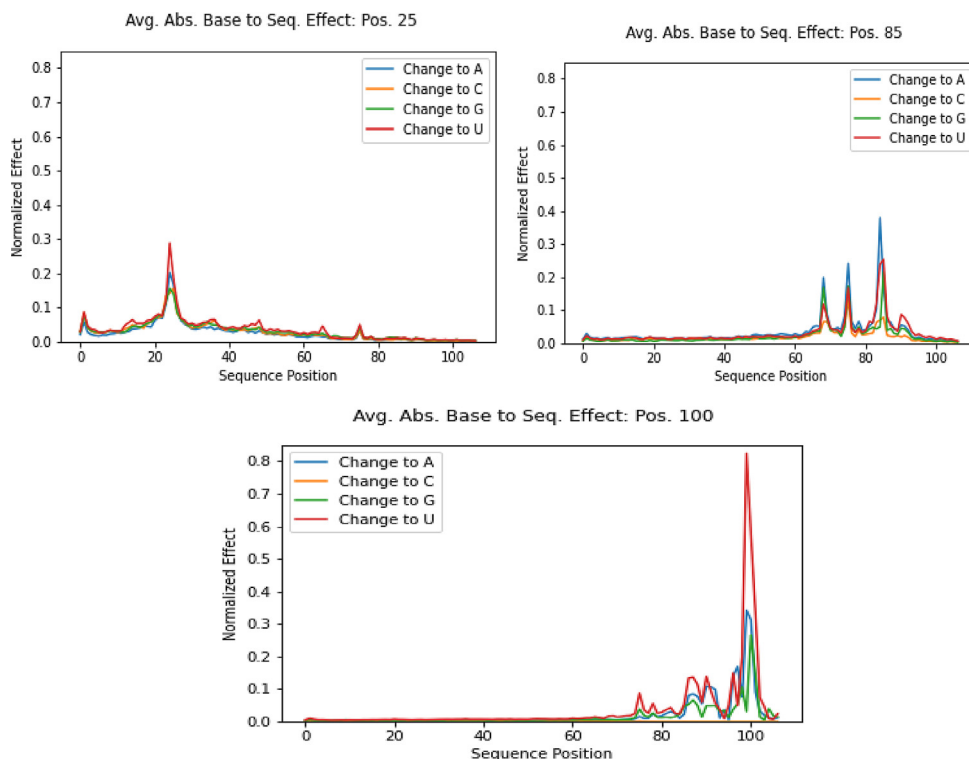 Avg. Abs. Base to Seq. Effect: Pos. 25
0.8
0.7
0.6
0.5
0.4
0.3
0.2
0.1
0.0
Normalized Effect
Change to A
Change to C
Change to G
Change to U
0 20 40 60 80 100
Sequence Position
Avg. Abs. Base to Seq. Effect: Pos. 85
0.8
0.7
0.6
0.5
0.4
0.3
0.2
0.1
0.0
Normalized Effect
Change to A
Change to C
Change to G
Change to U
0 20 40 60 80 100
Sequence Position
Avg. Abs. Base to Seq. Effect: Pos. 100
0.8
0.7
0.6
0.5
0.4
0.3
0.2
0.1
0.0
Normalized Effect
Change to A
Change to C
Change to G
Change to U
0 20 40 60 80 100
Sequence Position